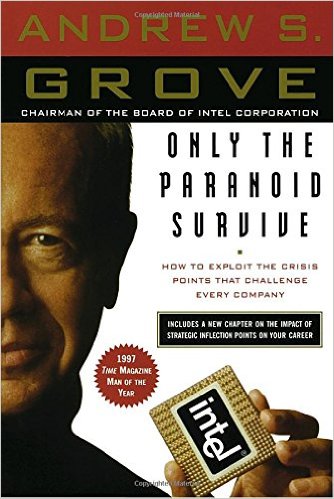 ANDREW S.
GROVE
CHAIRMAN OF THE BOARD OF INTEL CORPORATION
ONLY THE
PARANOID
SURVIVE
HOW TO EXPLOIT THE CRISIS
POINTS THAT CHALLENGE
EVERY COMPANY
INCLUDES A NEW CHAPTER ON THE IMPACT OF
STRATEGIC INFLECTION POINTS ON YOUR CAREER
1997
TIME MAGAZINE
MAN OF THE
YEAR
intel®